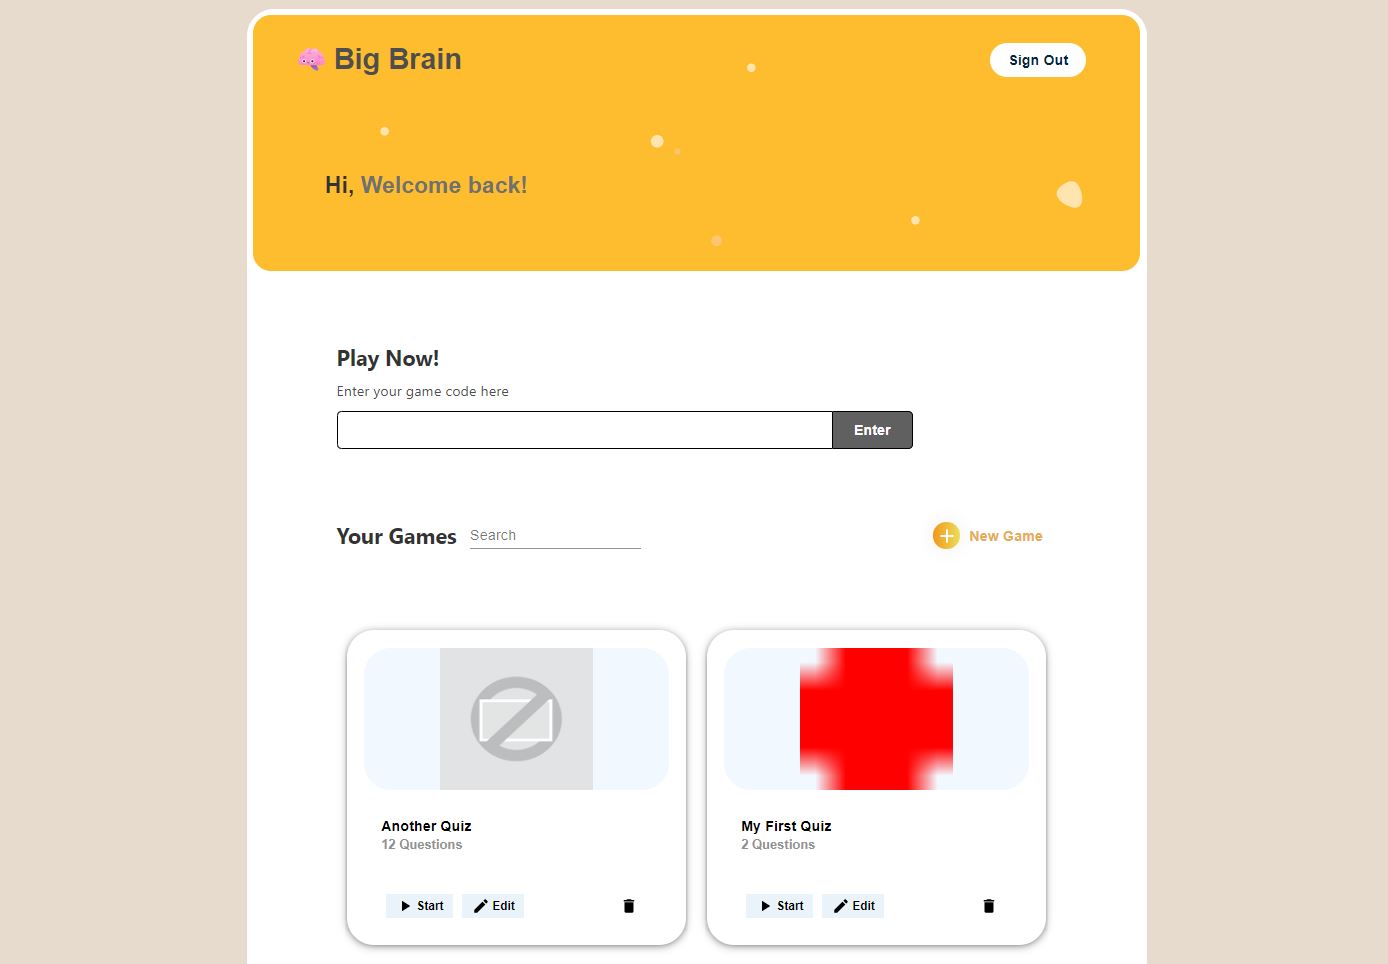 Big Brain
Sign Out
Hi, Welcome back!
Play Now!
Enter your game code here
Enter
Your Games Search
New Game
Another Quiz
12 Questions
Start Edit
My First Quiz
2 Questions
Start Edit